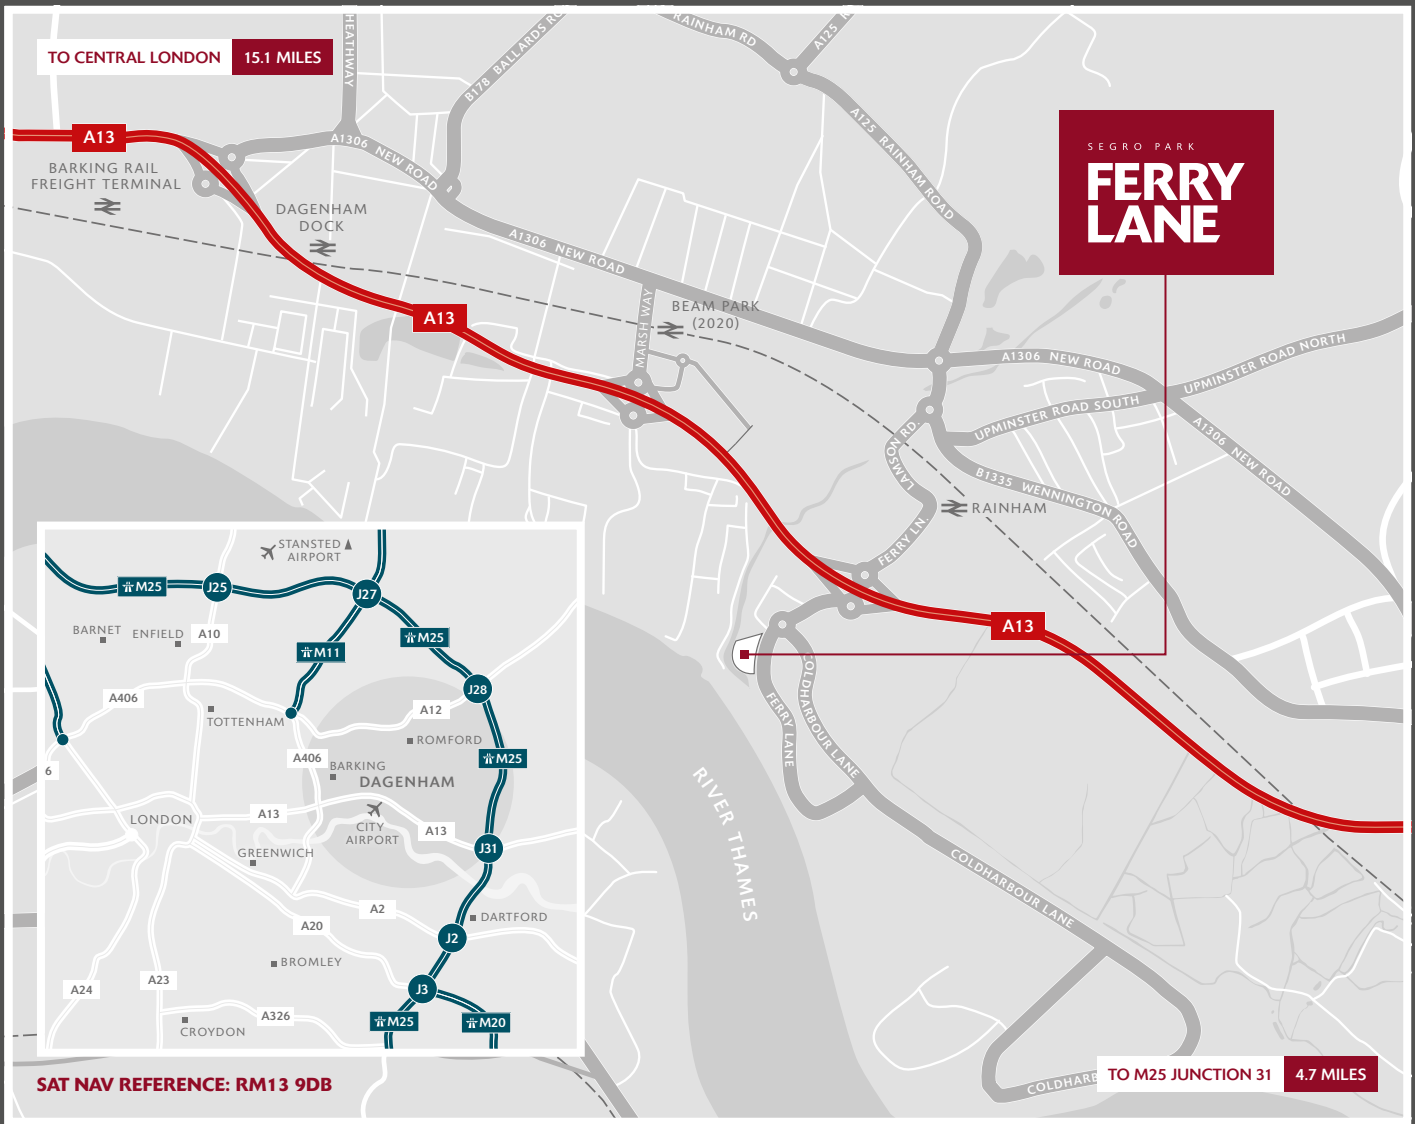 HEATHWAY
B178 BALLARDS RO
RAINHAM RD
A125 R
TO CENTRAL LONDON 15.1 MILES
A13
BARKING RAIL
FREIGHT TERMINAL
A1306 NEW ROAD
A125 RAINHAM ROAD
SEGRO PARK
FERRY
LANE
DAGENHAM
DOCK
A1306 NEW ROAD
A13
MARSH WAY
BEAM PARK
(2020)
A1306 NEW ROAD
UPMINSTER ROAD NORTH
UPMINSTER ROAD SOUTH
A1306 NEW ROAD
LAMSON RD.
B1335 WENNINGTON ROAD
RAINHAM
FERRY LN.
A13
FERRY LANE
COLDHARBOUR LANE
RIVER THAMES
COLDHARBOUR LANE
COLDHARB
STANSTED
AIRPORT
M25
J25
J27
BARNET
ENFIELD
A10
M11
M25
A406
J28
TOTTENHAM
A12
ROMFORD
A406
M25
6
BARKING
DAGENHAM
LONDON
A13
CITY
AIRPORT
A13
J31
GREENWICH
A2
DARTFORD
A20
J2
BROMLEY
A24
A23
J3
A326
M25
M20
CROYDON
SAT NAV REFERENCE: RM13 9DB
TO M25 JUNCTION 31 4.7 MILES